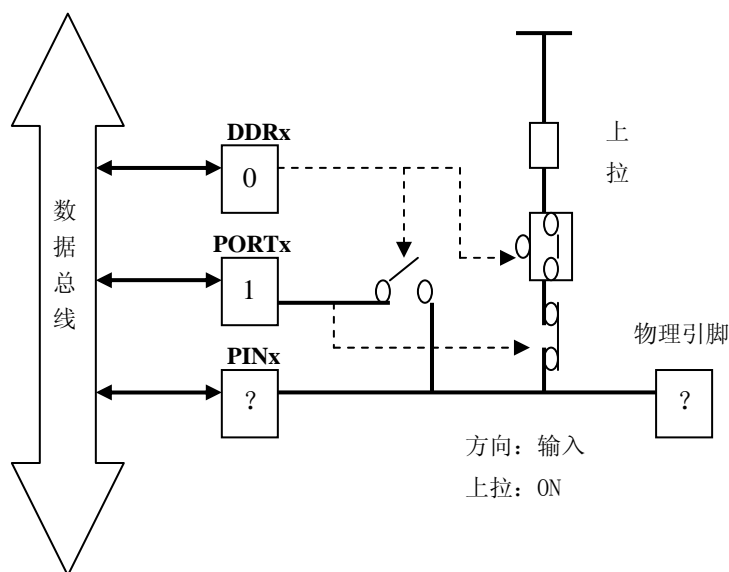 上
拉
DDRx
0
数
据
总
线
PORTx
1
物理引脚
PINx
?
?
方向：输入
上拉：ON